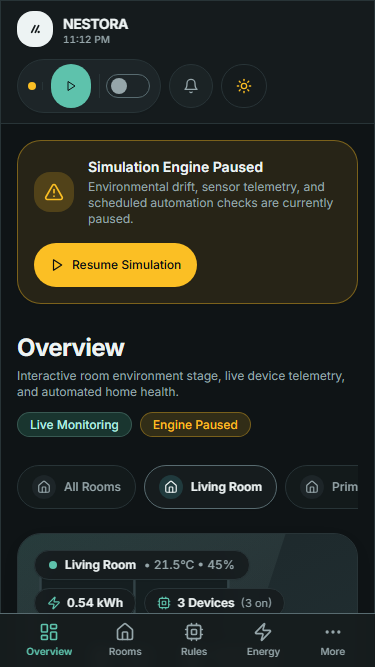 NESTORA
11:12 PM
Simulation Engine Paused
Environmental drift, sensor telemetry, and
scheduled automation checks are currently
paused.
Resume Simulation
Overview
Interactive room environment stage, live device telemetry,
and automated home health.
Live Monitoring
Engine Paused
All Rooms
Living Room
Prim
Living Room • 21.5°C • 45%
0.54 kWh
3 Devices (3 on)
Overview
Rooms
Rules
Energy
More